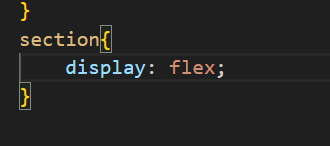 }
section{
    display: flex;
}